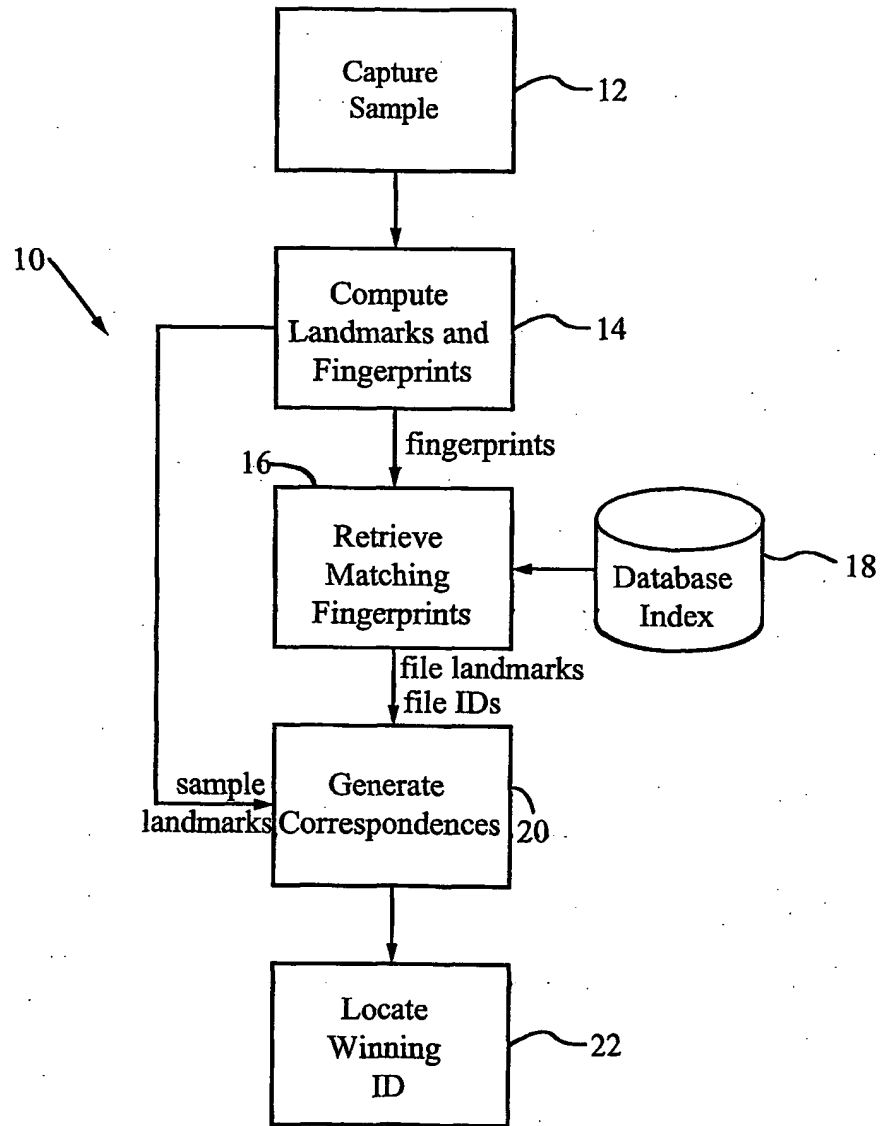 Capture
Sample
12
10
Compute
Landmarks and
Fingerprints
14
fingerprints
16
Retrieve
Matching
Fingerprints
Database
Index
18
file landmarks
file IDs
sample
landmarks
Generate
Correspondences
20
Locate
Winning
ID
22